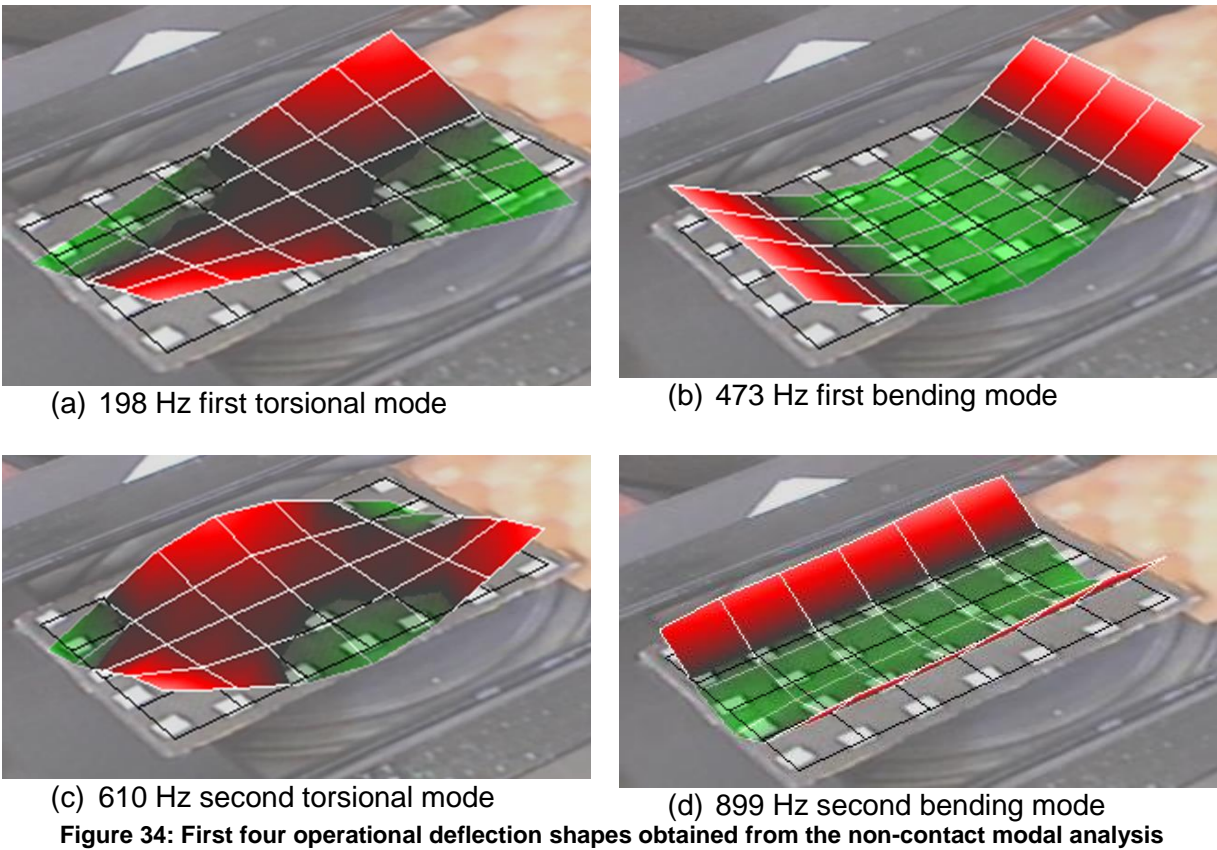 (a) 198 Hz first torsional mode
(b) 473 Hz first bending mode
(c) 610 Hz second torsional mode
(d) 899 Hz second bending mode
Figure 34: First four operational deflection shapes obtained from the non-contact modal analysis